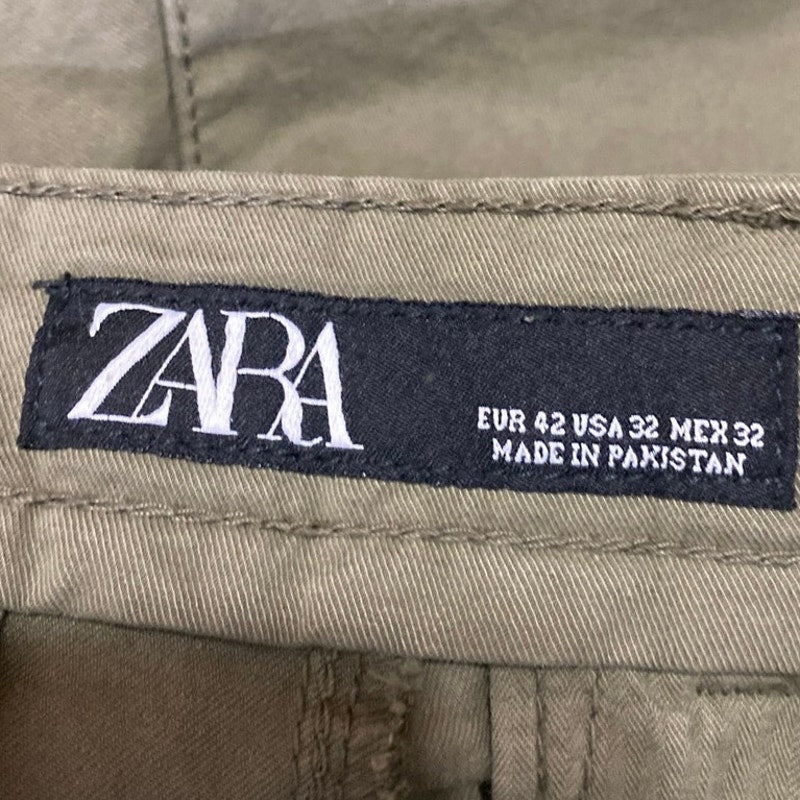 ZARA
EUR 42 USA 32 MEX 32
MADE IN PAKISTAN